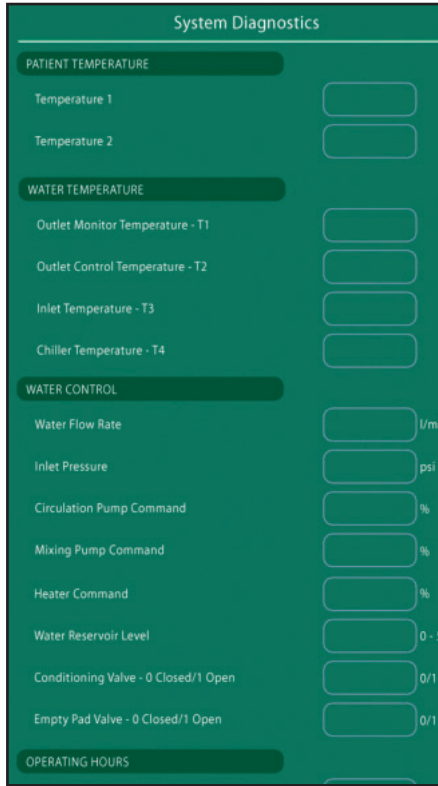 System Diagnostics
PATIENT TEMPERATURE
Temperature 1
Temperature 2
WATER TEMPERATURE
Outlet Monitor Temperature - T1
Outlet Control Temperature - T2
Inlet Temperature - T3
Chiller Temperature - T4
WATER CONTROL
Water Flow Rate l/m
Inlet Pressure psi
Circulation Pump Command %
Mixing Pump Command %
Heater Command %
Water Reservoir Level 0 -
Conditioning Valve - 0 Closed/1 Open 0/1
Empty Pad Valve - 0 Closed/1 Open 0/1
OPERATING HOURS